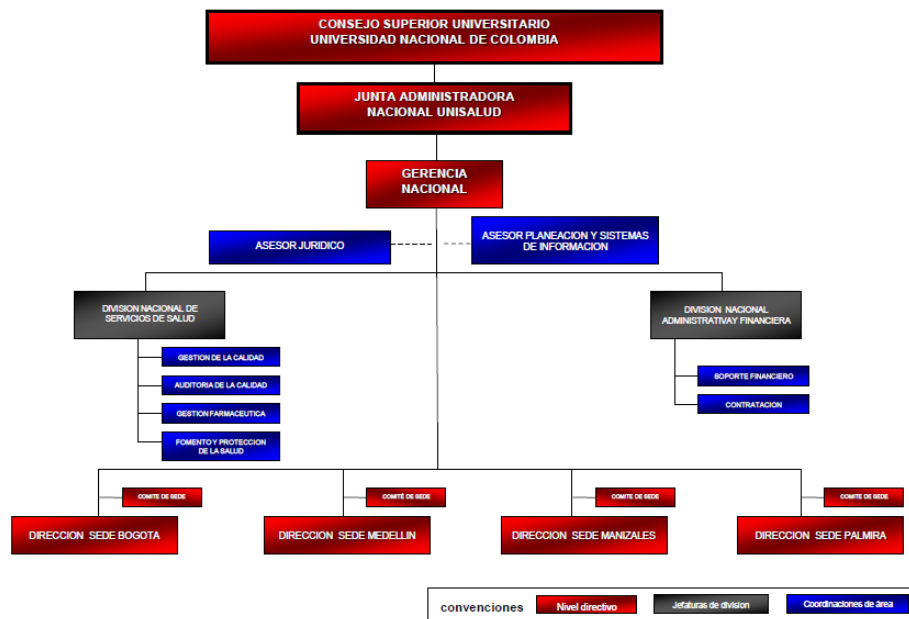 CONSEJO SUPERIOR UNIVERSITARIO
UNIVERSIDAD NACIONAL DE COLOMBIA
JUNTA ADMINISTRADORA
NACIONAL UNISALUD
GERENCIA
NACIONAL
ASESOR JURIDICO
ASESOR PLANEACION Y SISTEMAS
DE INFORMACION
DIVISION NACIONAL DE
SERVICIOS DE SALUD
DIVISION NACIONAL
ADMINISTRATIVA Y FINANCIERA
GESTION DE LA CALIDAD
AUDITORIA DE LA CALIDAD
GESTION FARMACEUTICA
FOMENTO Y PROTECCION
DE LA SALUD
SOPORTE FINANCIERO
CONTRATACION
COMITE DE SEDE
COMITÉ DE SEDE
COMITE DE SEDE
COMITE DE SEDE
DIRECCION SEDE BOGOTA
DIRECCION SEDE MEDELLIN
DIRECCION SEDE MANIZALES
DIRECCION SEDE PALMIRA
convenciones
Nivel directivo
Jefaturas de division
Coordinaciones de área